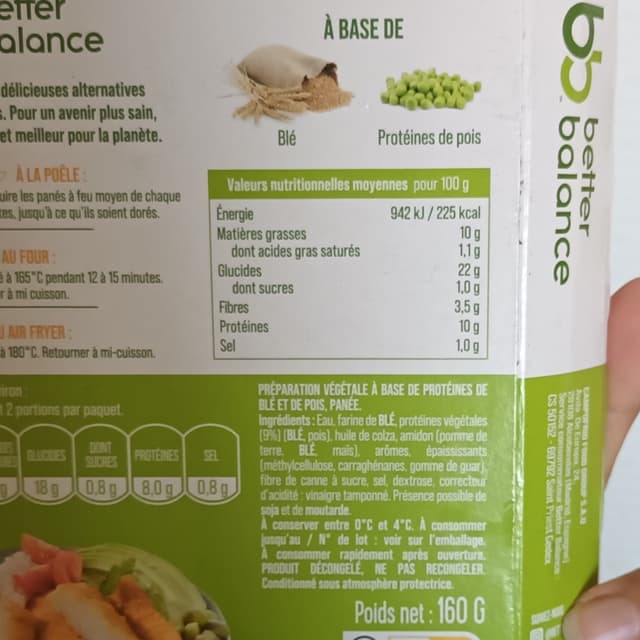 better
balance
délicieuses alternatives
Pour un avenir plus sain,
et meilleur pour la planète.
À LA POÊLE :
les panés à feu moyen de chaque
jusqu'à ce qu'ils soient dorés.
AU FOUR :
à 165°C pendant 12 à 15 minutes.
à mi cuisson.
AIR FRYER :
à 180°C. Retourner à mi-cuisson.
2 portions par paquet.
GLUCIDES
18 g
DONT
SUCRES
0,8 g
PROTÉINES
8,0 g
SEL
0,8 g
À BASE DE
Blé
Protéines de pois
Valeurs nutritionnelles moyennes pour 100 g
Énergie 942 kJ / 225 kcal
Matières grasses 10 g
dont acides gras saturés 1,1 g
Glucides 22 g
dont sucres 1,0 g
Fibres 3,5 g
Protéines 10 g
Sel 1,0 g
PRÉPARATION VÉGÉTALE À BASE DE PROTÉINES DE
BLÉ ET DE POIS, PANÉE.
Ingrédients : Eau, farine de BLÉ, protéines végétales
(9%) (BLÉ, pois), huile de colza, amidon (pomme de
terre, BLÉ, maïs), arômes, épaississants
(méthylcellulose, carraghénanes, gomme de guar),
fibre de canne à sucre, sel, dextrose, correcteur
d'acidité : vinaigre tamponné. Présence possible de
soja et de moutarde.
À conserver entre 0°C et 4°C. À consommer
jusqu'au / N° de lot : voir sur l'emballage.
À consommer rapidement après ouverture.
PRODUIT DÉCONGELÉ, NE PAS RECONGELER.
Conditionné sous atmosphère protectrice.
Poids net : 160 G
better
balance